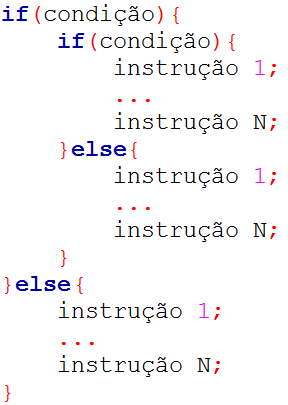 if(condição){
    if(condição){
        instrução 1;
        ...
        instrução N;
    }else{
        instrução 1;
        ...
        instrução N;
    }
}else{
    instrução 1;
    ...
    instrução N;
}